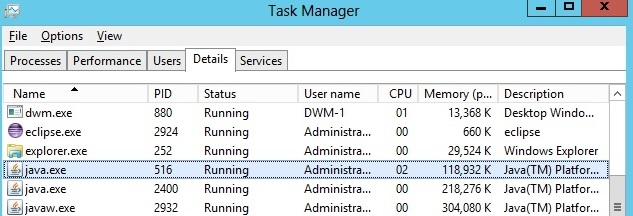 Task Manager
File Options View
Processes Performance Users Details Services
Name PID Status User name CPU Memory (p... Description
dwm.exe 880 Running DWM-1 01 13,368 K Desktop Windo...
eclipse.exe 2924 Running Administra... 00 660 K eclipse
explorer.exe 252 Running Administra... 00 29,524 K Windows Explorer
java.exe 516 Running Administra... 02 118,932 K Java(TM) Platfor...
java.exe 2400 Running Administra... 00 218,276 K Java(TM) Platfor...
javaw.exe 2932 Running Administra... 00 304,080 K Java(TM) Platfor...